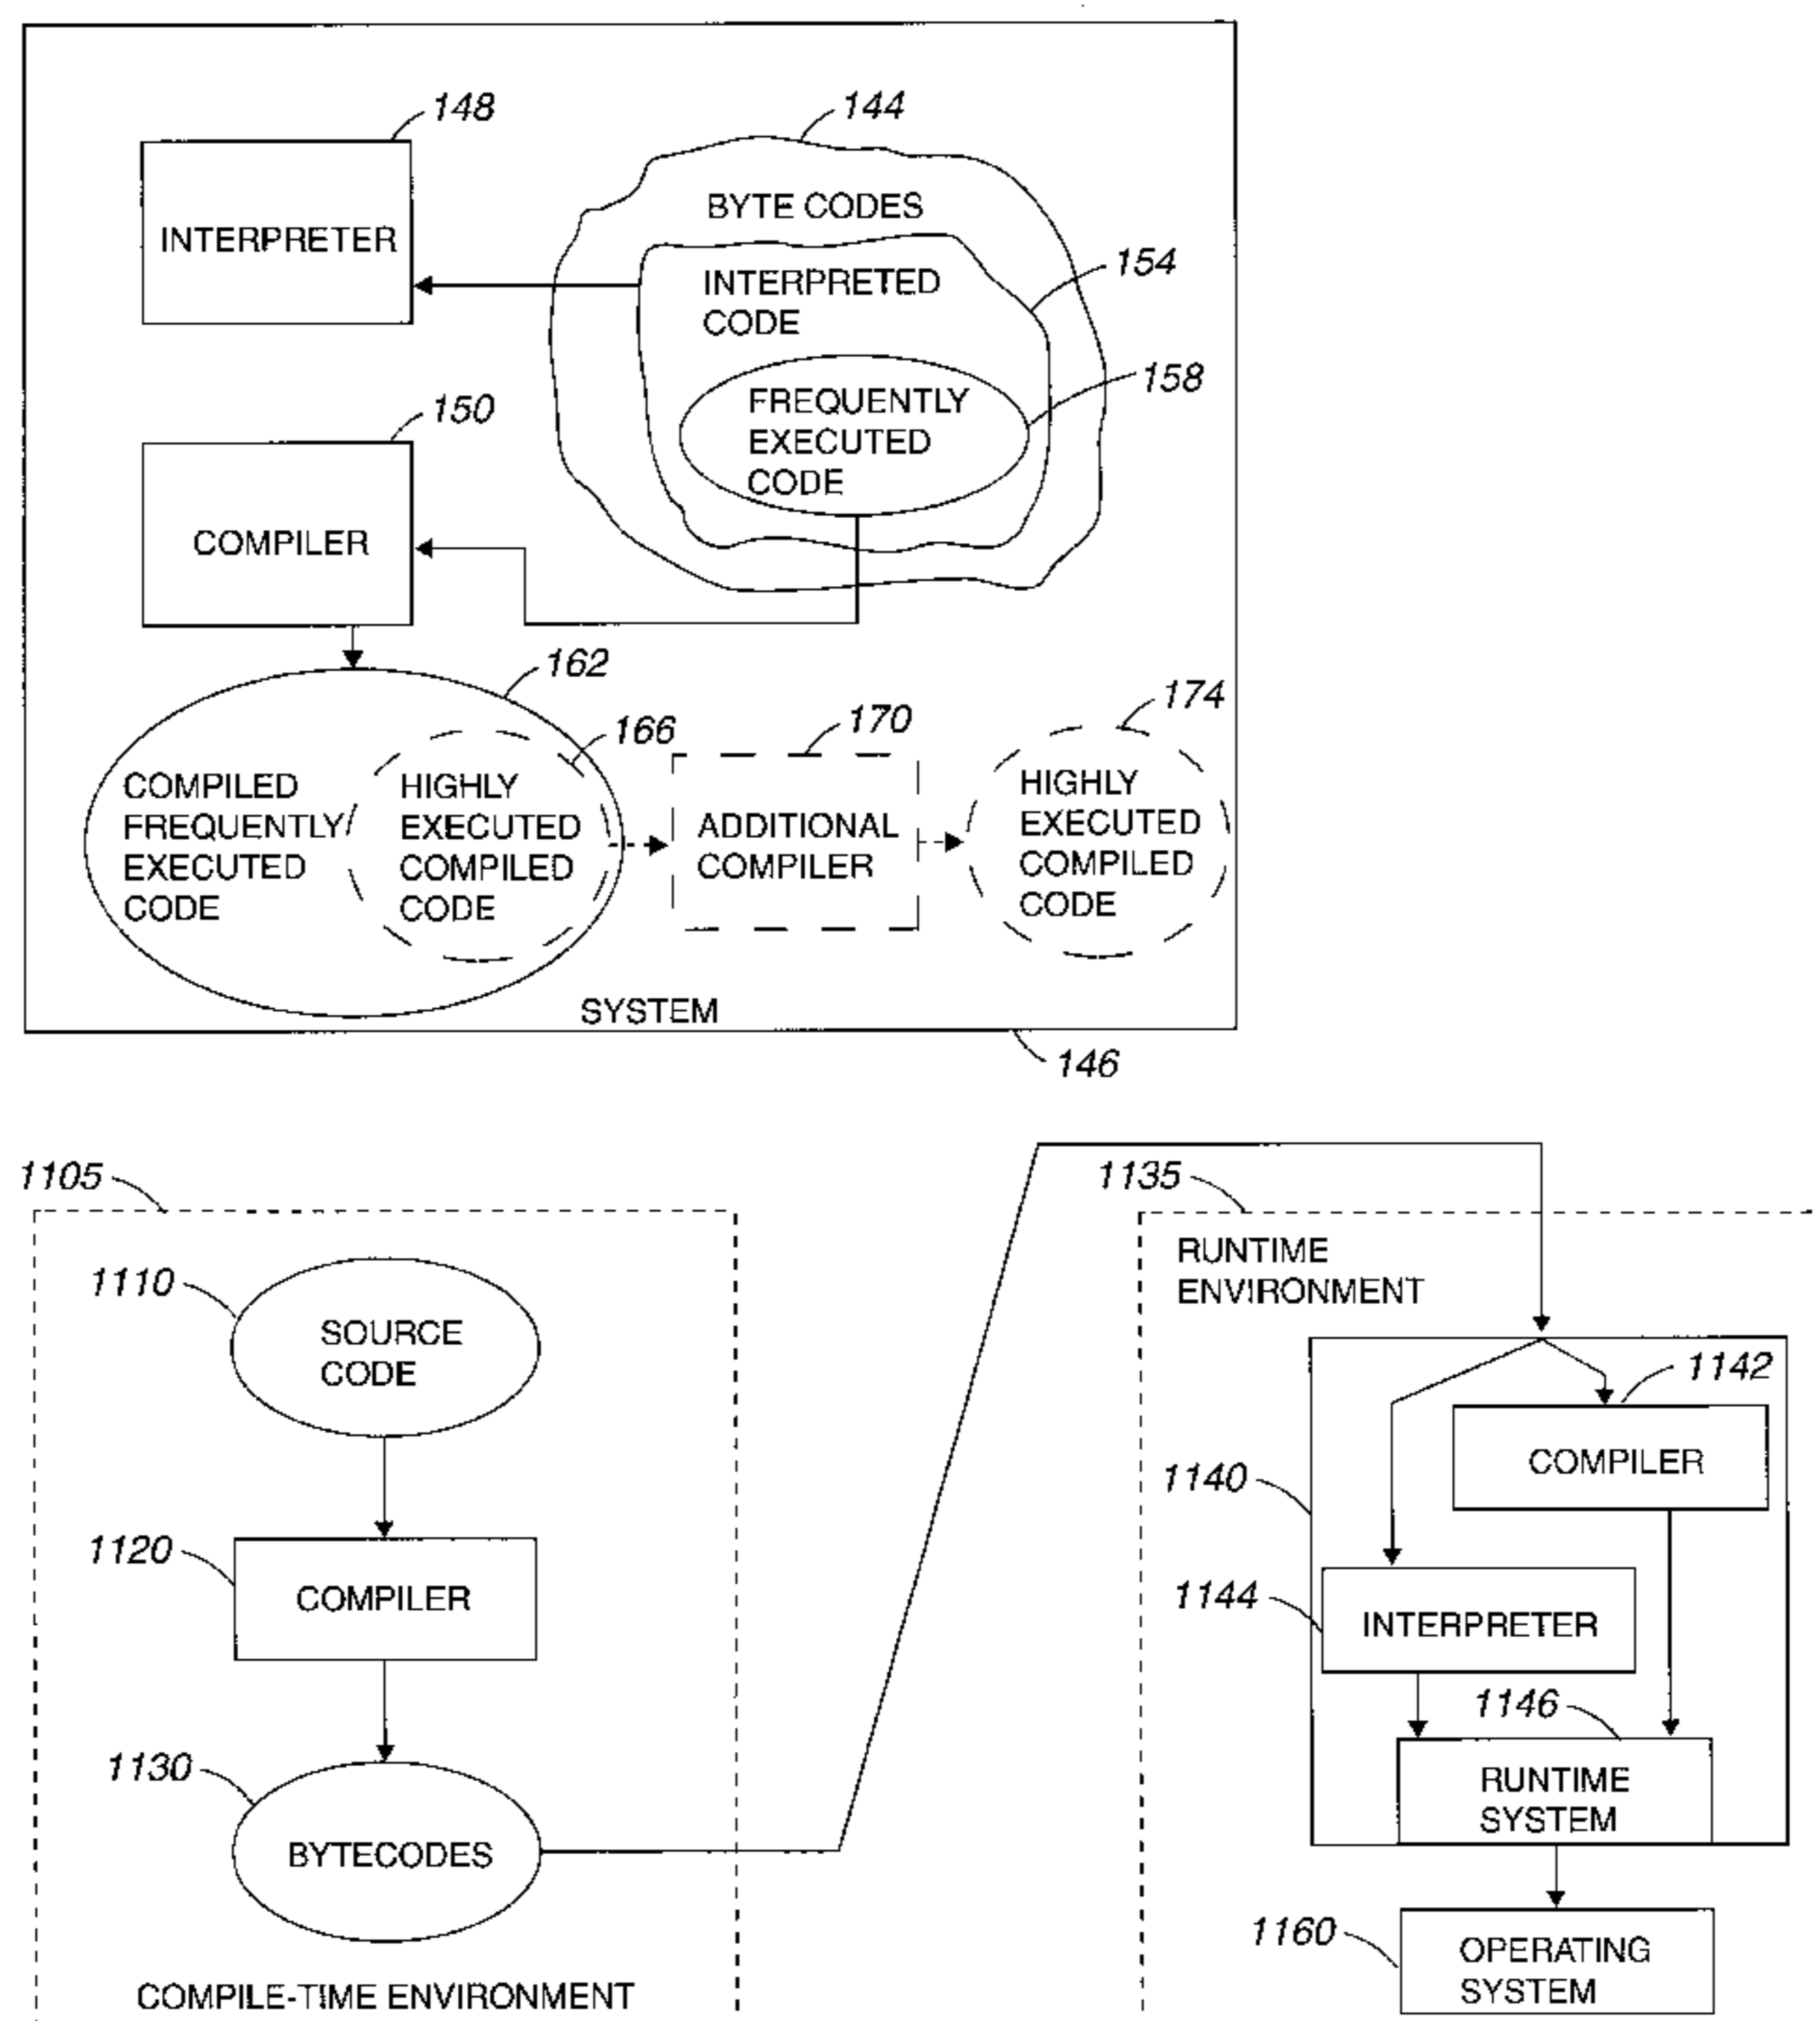 148
144
BYTE CODES
INTERPRETER
154
INTERPRETED
CODE
158
FREQUENTLY
EXECUTED
CODE
150
COMPILER
162
174
170
166
COMPILED
FREQUENTLY
EXECUTED
CODE
HIGHLY
EXECUTED
COMPILED
CODE
ADDITIONAL
COMPILER
HIGHLY
EXECUTED
COMPILED
CODE
SYSTEM
146
1105
1110
SOURCE
CODE
1120
COMPILER
1130
BYTECODES
COMPILE-TIME ENVIRONMENT
1135
RUNTIME
ENVIRONMENT
1142
COMPILER
1140
1144
INTERPRETER
1146
RUNTIME
SYSTEM
1160
OPERATING
SYSTEM